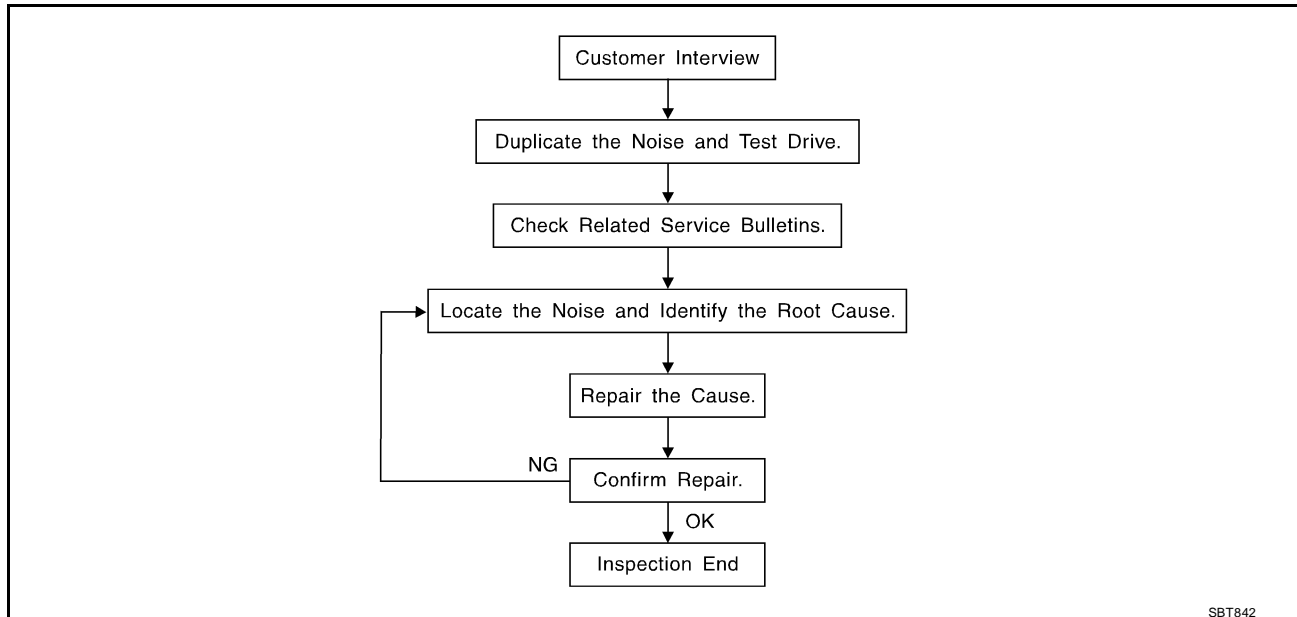 Customer Interview
Duplicate the Noise and Test Drive.
Check Related Service Bulletins.
Locate the Noise and Identify the Root Cause.
Repair the Cause.
NG
Confirm Repair.
OK
Inspection End
SBT842